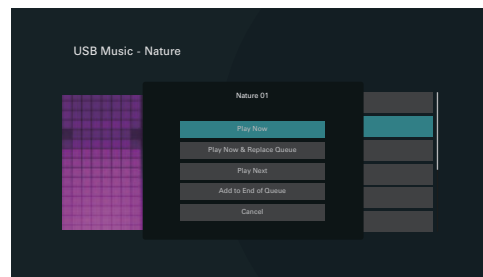 USB Music - Nature
Nature 01
Play Now
Play Now & Replace Queue
Play Next
Add to End of Queue
Cancel